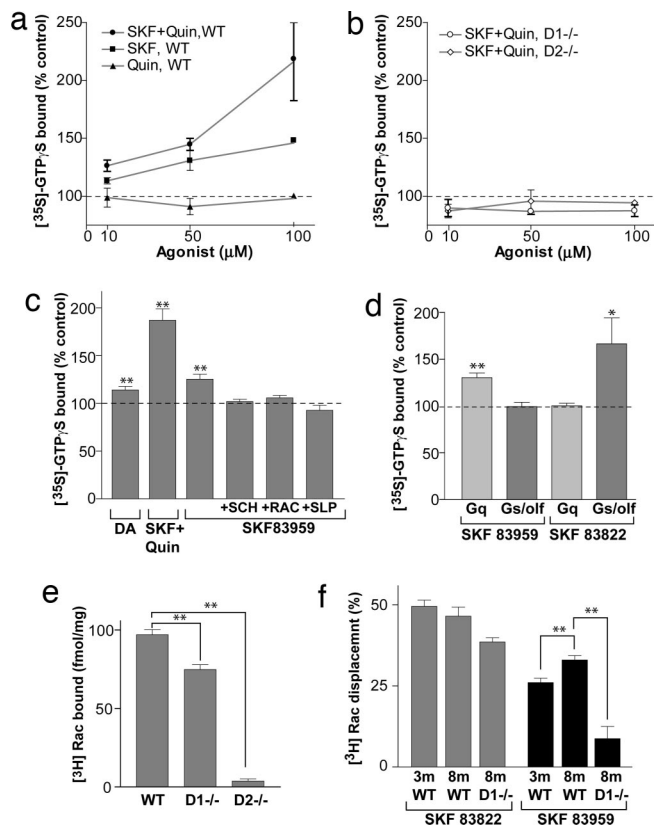 a
[³⁵S]-GTPγS bound (% control)
250
200
150
100
0
10
50
100
Agonist (μM)
SKF+Quin,WT
SKF, WT
Quin, WT
b
[³⁵S]-GTPγS bound (% control)
250
200
150
100
0
10
50
100
Agonist (μM)
SKF+Quin, D1-/-
SKF+Quin, D2-/-
c
[³⁵S]-GTPγS bound (% control)
200
150
100
50
0
** ** **
+SCH +RAC +SLP
DA SKF+ Quin SKF83959
d
[³⁵S]-GTPγS bound (% control)
200
150
100
50
0
** *
Gq Gs/olf Gq Gs/olf
SKF 83959 SKF 83822
e
[³H] Rac bound (fmol/mg)
100
50
0
** **
WT D1-/- D2-/-
f
[³H] Rac displacemnt (%)
50
25
0
** **
3m 8m 8m 3m 8m 8m
WT WT D1-/- WT WT D1-/-
SKF 83822 SKF 83959